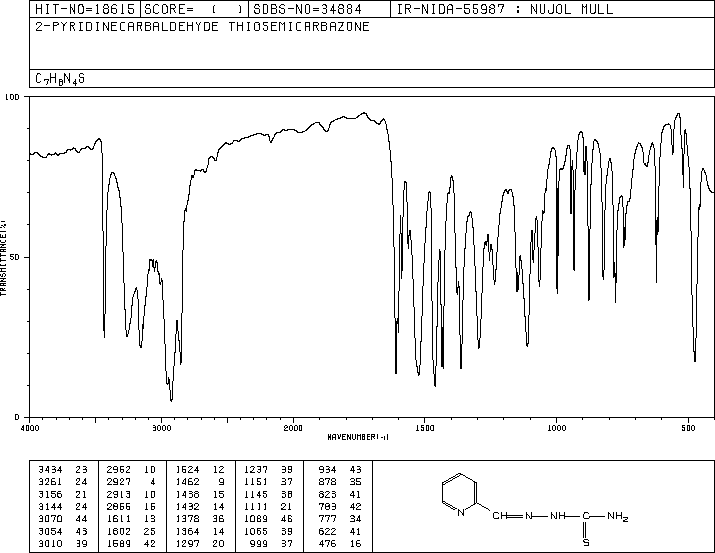 HIT-NO=18615 SCORE= ( ) SDBS-NO=34884 IR-NIDA-55987 : NUJOL MULL
2-PYRIDINECARBALDEHYDE THIOSEMICARBAZONE
C7H8N4S
100
50
0
TRANSMITTANCE(%)
4000 3000 2000 1500 1000 500
WAVENUMBER(-1)
3434 23 2952 10 1524 12 1237 39 934 43
3261 24 2927 4 1462 9 1151 37 878 35
3156 21 2913 10 1438 15 1145 38 823 41
3144 24 2855 16 1432 14 1111 21 783 42
3070 44 1611 13 1378 36 1089 46 777 34
3054 43 1602 25 1364 14 1065 39 622 41
3010 39 1589 42 1297 20 999 37 476 16
N CH N NH C NH2
S